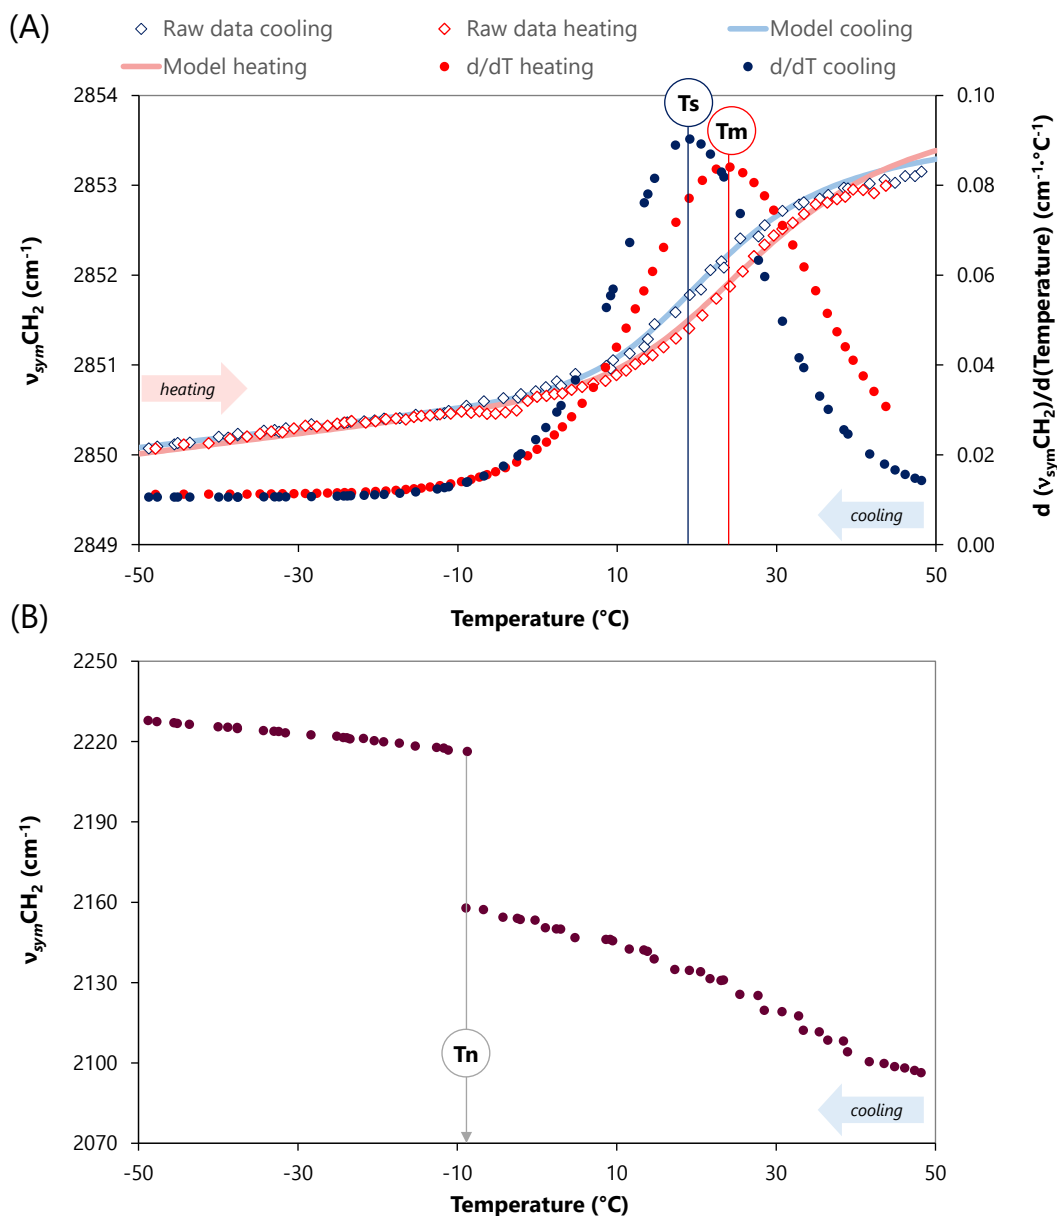 (A)
Raw data cooling Raw data heating Model cooling
Model heating d/dT heating d/dT cooling
2854
2853
2852
2851
2850
2849
νsymCH2 (cm-1)
0.10
0.08
0.06
0.04
0.02
0.00
d (νsymCH2)/d(Temperature) (cm-1·°C-1)
Ts
Tm
heating
cooling
-50 -30 -10 10 30 50
Temperature (°C)
(B)
2250
2220
2190
2160
2130
2100
2070
νsymCH2 (cm-1)
Tn
cooling
-50 -30 -10 10 30 50
Temperature (°C)